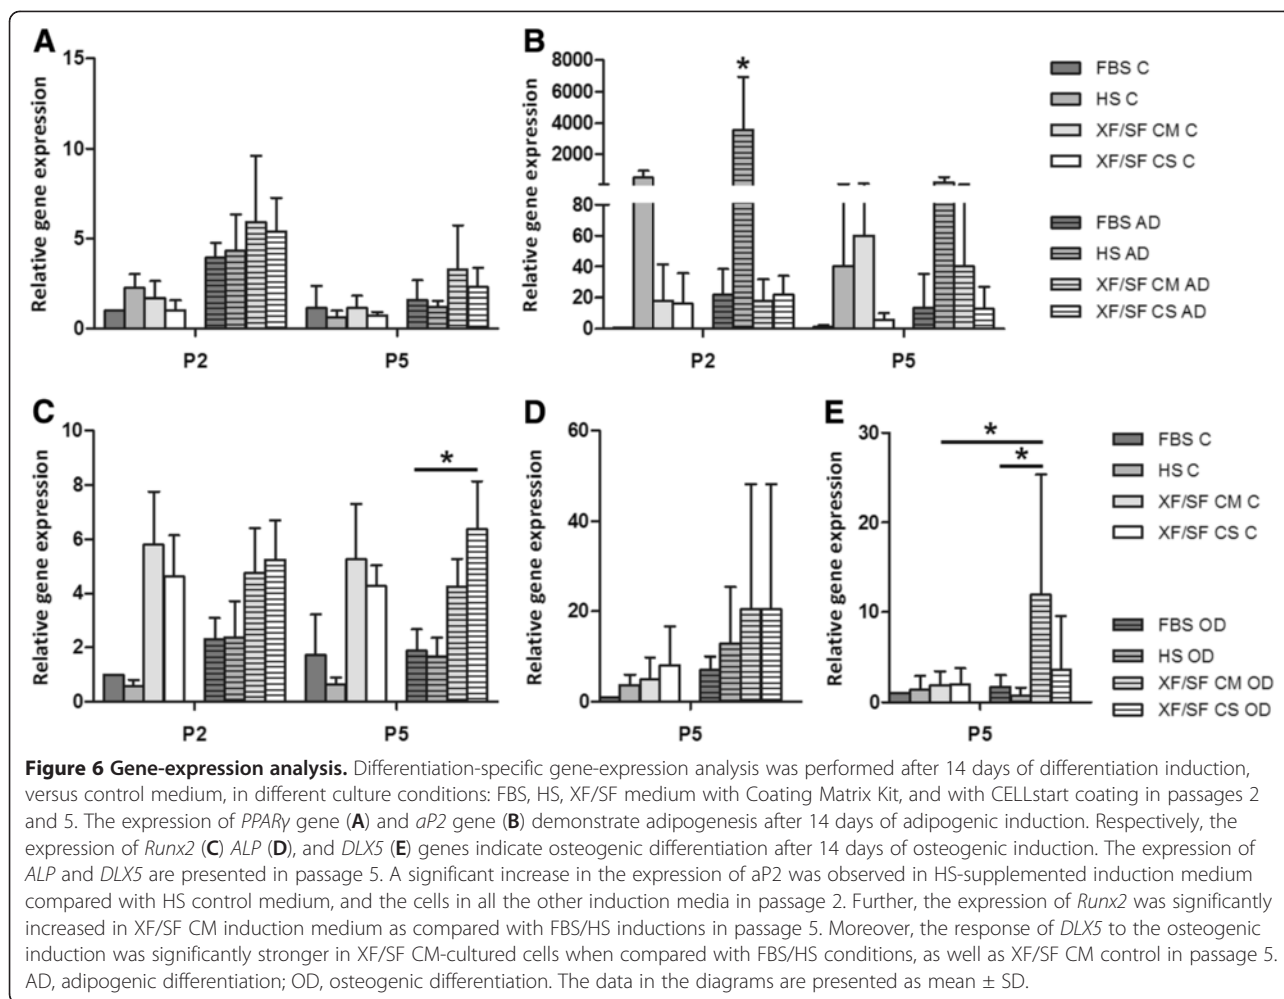 A
Relative gene expression
15
10
5
0
P2
P5
B
Relative gene expression
8000
6000
4000
2000
80
60
40
20
0
*
P2
P5
FBS C
HS C
XF/SF CM C
XF/SF CS C
FBS AD
HS AD
XF/SF CM AD
XF/SF CS AD
C
Relative gene expression
10
8
6
4
2
0
*
P2
P5
D
Relative gene expression
60
40
20
0
P5
E
Relative gene expression
30
20
10
0
*
*
P5
FBS C
HS C
XF/SF CM C
XF/SF CS C
FBS OD
HS OD
XF/SF CM OD
XF/SF CS OD
Figure 6 Gene-expression analysis. Differentiation-specific gene-expression analysis was performed after 14 days of differentiation induction,
versus control medium, in different culture conditions: FBS, HS, XF/SF medium with Coating Matrix Kit, and with CELLstart coating in passages 2
and 5. The expression of PPARγ gene (A) and aP2 gene (B) demonstrate adipogenesis after 14 days of adipogenic induction. Respectively, the
expression of Runx2 (C) ALP (D), and DLX5 (E) genes indicate osteogenic differentiation after 14 days of osteogenic induction. The expression of
ALP and DLX5 are presented in passage 5. A significant increase in the expression of aP2 was observed in HS-supplemented induction medium
compared with HS control medium, and the cells in all the other induction media in passage 2. Further, the expression of Runx2 was significantly
increased in XF/SF CM induction medium as compared with FBS/HS inductions in passage 5. Moreover, the response of DLX5 to the osteogenic
induction was significantly stronger in XF/SF CM-cultured cells when compared with FBS/HS conditions, as well as XF/SF CM control in passage 5.
AD, adipogenic differentiation; OD, osteogenic differentiation. The data in the diagrams are presented as mean ± SD.